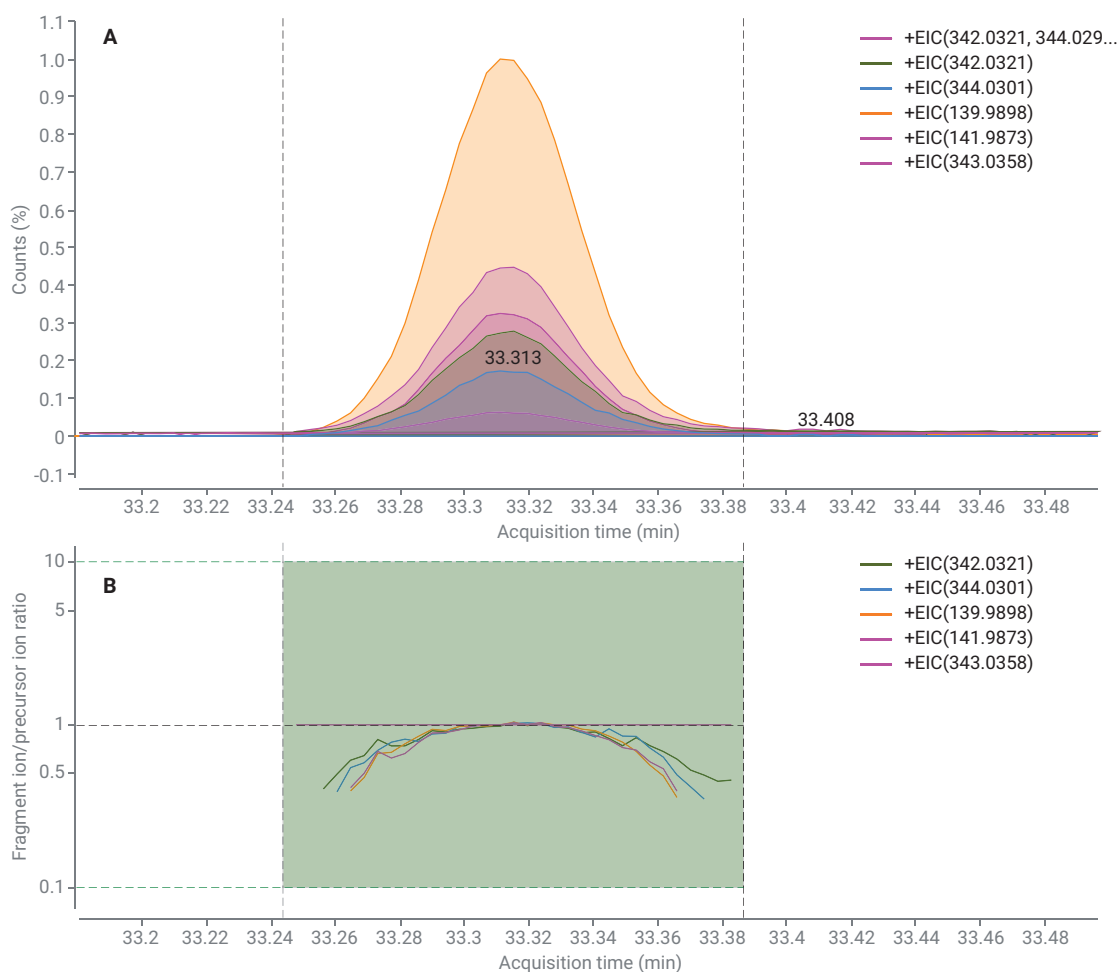 A
+EIC(342.0321, 344.029...
+EIC(342.0321)
+EIC(344.0301)
+EIC(139.9898)
+EIC(141.9873)
+EIC(343.0358)
1.1
1.0
0.9
0.8
0.7
0.6
0.5
0.4
0.3
0.2
0.1
0
-0.1
Counts (%)
33.313
33.408
33.2 33.22 33.24 33.26 33.28 33.3 33.32 33.34 33.36 33.38 33.4 33.42 33.44 33.46 33.48
Acquisition time (min)
B
+EIC(342.0321)
+EIC(344.0301)
+EIC(139.9898)
+EIC(141.9873)
+EIC(343.0358)
10
5
1
0.5
0.1
Fragment ion/precursor ion ratio
33.2 33.22 33.24 33.26 33.28 33.3 33.32 33.34 33.36 33.38 33.4 33.42 33.44 33.46 33.48
Acquisition time (min)